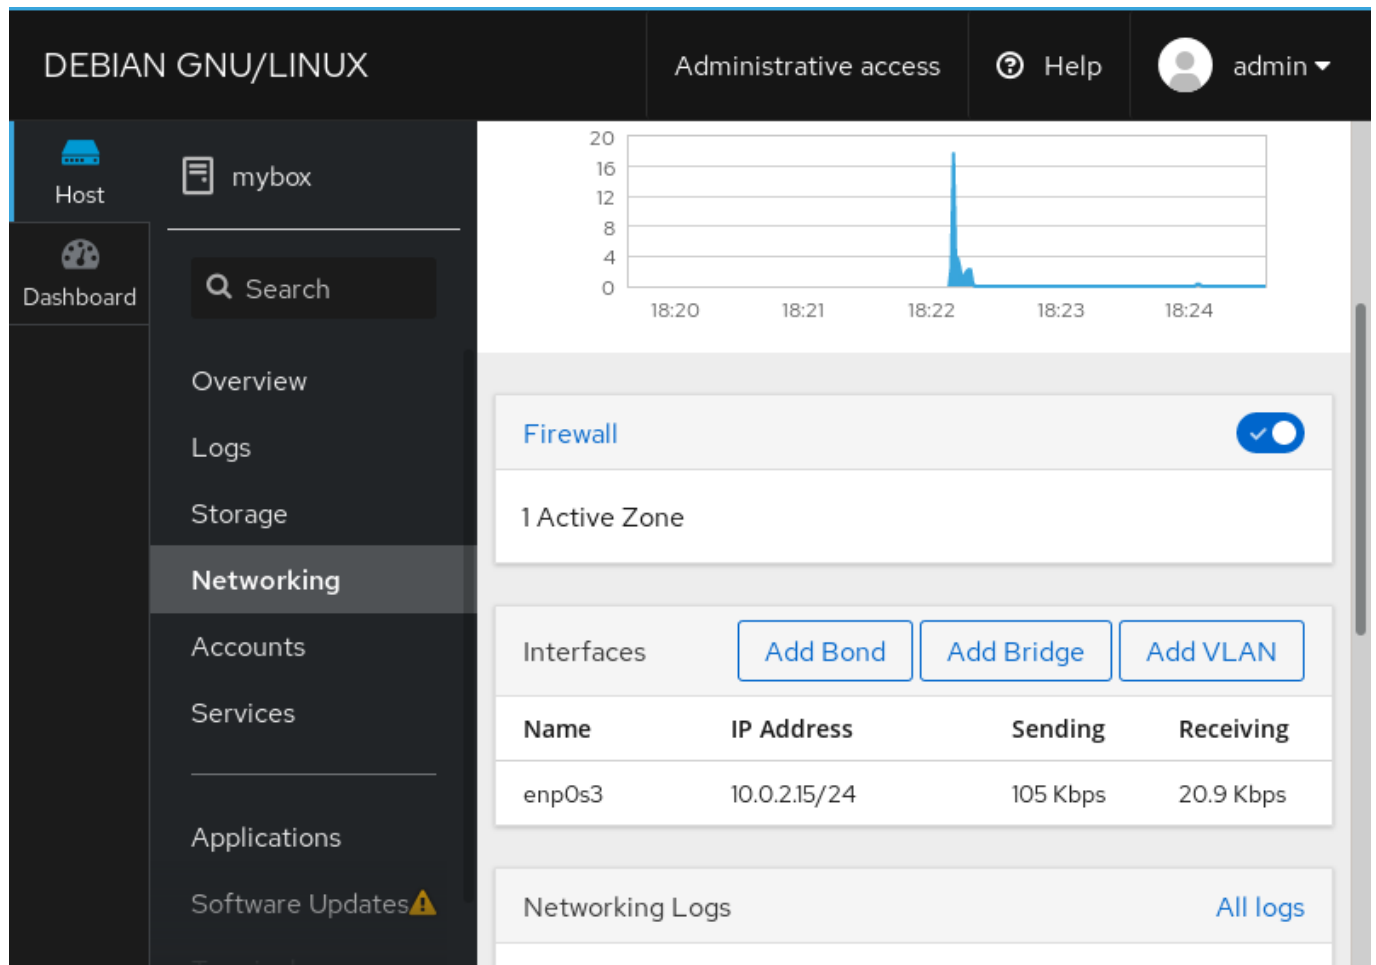 DEBIAN GNU/LINUX
Administrative access
Help
admin
Host
Dashboard
mybox
Search
Overview
Logs
Storage
Networking
Accounts
Services
Applications
Software Updates
20
16
12
8
4
0
18:20 18:21 18:22 18:23 18:24
Firewall
1 Active Zone
Interfaces Add Bond Add Bridge Add VLAN
Name IP Address Sending Receiving
enp0s3 10.0.2.15/24 105 Kbps 20.9 Kbps
Networking Logs All logs